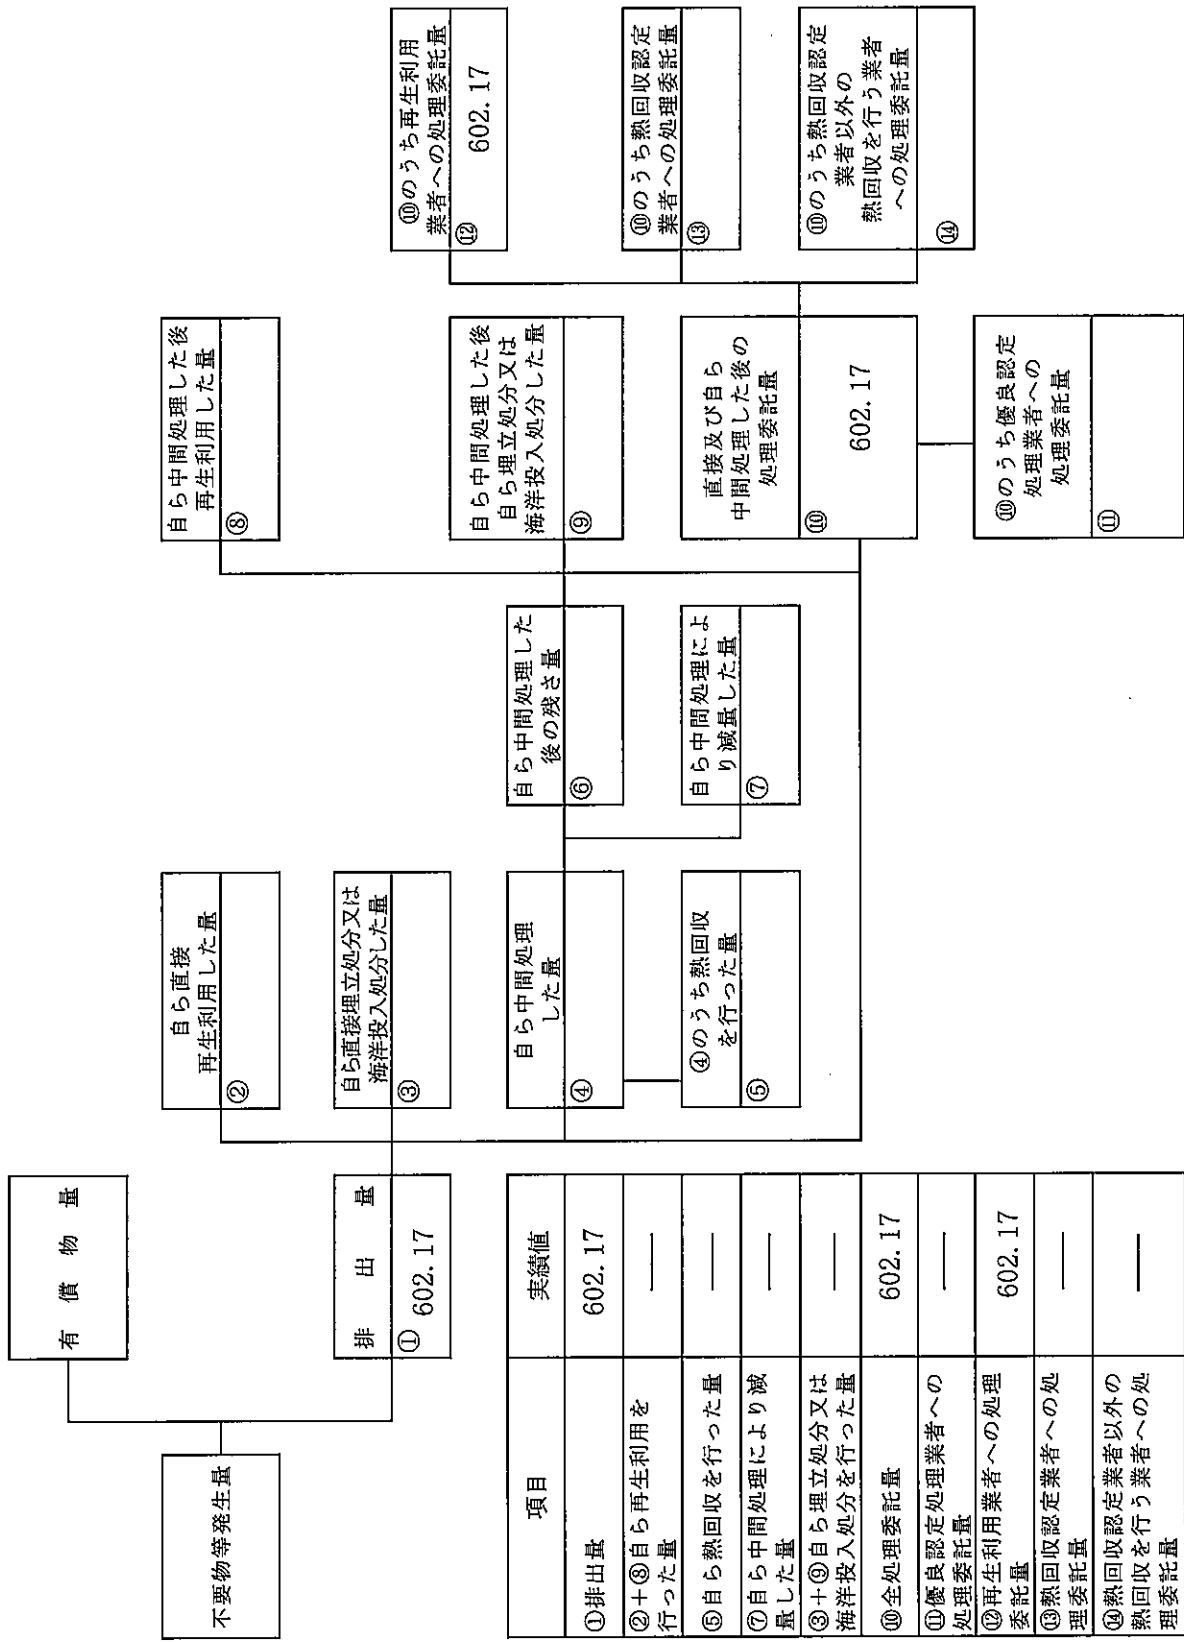 不要物等発生量
有償物量
排出量
① 602.17
自ら直接
再生利用した量
②
自ら直接埋立処分又は
海洋投入処分した量
③
自ら中間処理
した量
④
④のうち熱回収
を行った量
⑤
自ら中間処理した
後の残さ量
⑥
自ら中間処理によ
り減量した量
⑦
自ら中間処理した後
再生利用した量
⑧
自ら中間処理した後
自ら埋立処分又は
海洋投入処分した量
⑨
直接及び自ら
中間処理した後の
処理委託量
⑩
602.17
⑩のうち優良認定
処理業者への
処理委託量
⑪
⑩のうち再生利用
業者への処理委託量
⑫
602.17
⑩のうち熱回収認定
業者への処理委託量
⑬
⑩のうち熱回収認定
業者以外の
熱回収を行う業者
への処理委託量
⑭
項目 実績値
①排出量 602.17
②+⑧自ら再生利用を
行った量 ―
⑤自ら熱回収を行った量 ―
⑦自ら中間処理により減
量した量 ―
③+⑨自ら埋立処分又は
海洋投入処分を行った量 ―
⑩全処理委託量 602.17
⑪優良認定処理業者への
処理委託量 ―
⑫再生利用業者への処理
委託量 602.17
⑬熱回収認定業者への処
理委託量 ―
⑭熱回収認定業者以外の
熱回収を行う業者への処
理委託量 ―